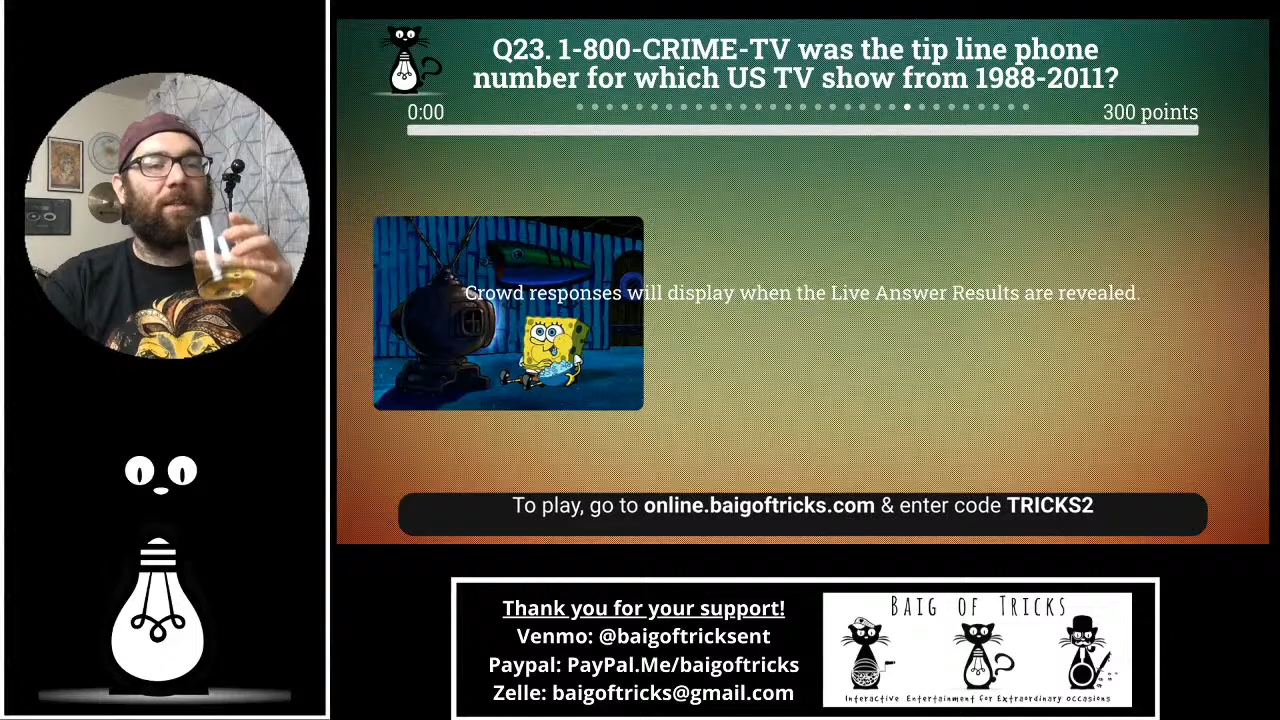 Q23. 1-800-CRIME-TV was the tip line phone
number for which US TV show from 1988-2011?
0:00
300 points
Crowd responses will display when the Live Answer Results are revealed.
To play, go to online.baigoftricks.com & enter code TRICKS2
Thank you for your support!
Venmo: @baigoftricksent
Paypal: PayPal.Me/baigoftricks
Zelle: baigoftricks@gmail.com
BAIG OF TRICKS
Interactive Entertainment for Extraordinary occasions